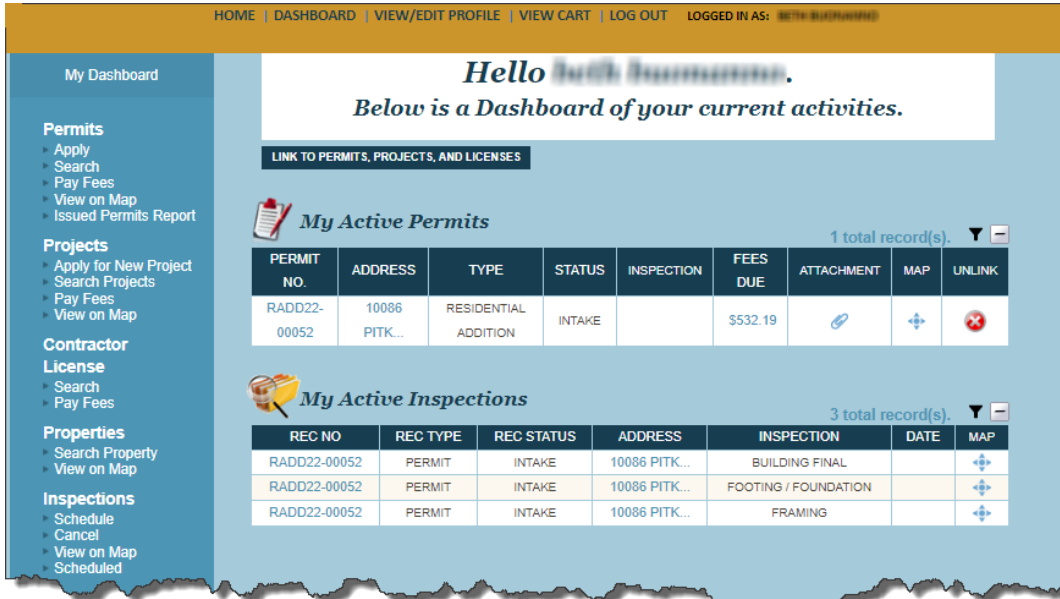 HOME | DASHBOARD | VIEW/EDIT PROFILE | VIEW CART | LOG OUT LOGGED IN AS:
My Dashboard
Permits
Apply
Search
Pay Fees
View on Map
Issued Permits Report
Projects
Apply for New Project
Search Projects
Pay Fees
View on Map
Contractor
License
Search
Pay Fees
Properties
Search Property
View on Map
Inspections
Schedule
Cancel
View on Map
Scheduled
Hello .
Below is a Dashboard of your current activities.
LINK TO PERMITS, PROJECTS, AND LICENSES
My Active Permits
1 total record(s).
PERMIT NO. ADDRESS TYPE STATUS INSPECTION FEES DUE ATTACHMENT MAP UNLINK
RADD22-00052 10086 PITK... RESIDENTIAL ADDITION INTAKE $532.19
My Active Inspections
3 total record(s).
REC NO REC TYPE REC STATUS ADDRESS INSPECTION DATE MAP
RADD22-00052 PERMIT INTAKE 10086 PITK... BUILDING FINAL
RADD22-00052 PERMIT INTAKE 10086 PITK... FOOTING / FOUNDATION
RADD22-00052 PERMIT INTAKE 10086 PITK... FRAMING